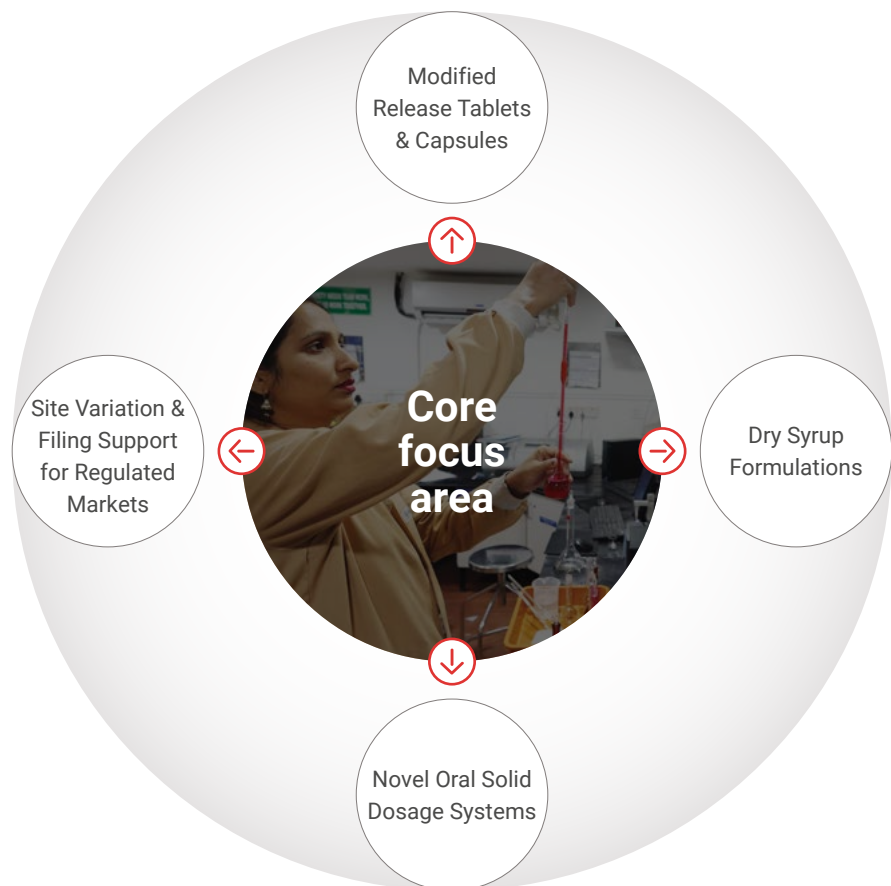 Modified
Release Tablets
& Capsules
Site Variation &
Filing Support
for Regulated
Markets
Core
focus
area
Dry Syrup
Formulations
Novel Oral Solid
Dosage Systems